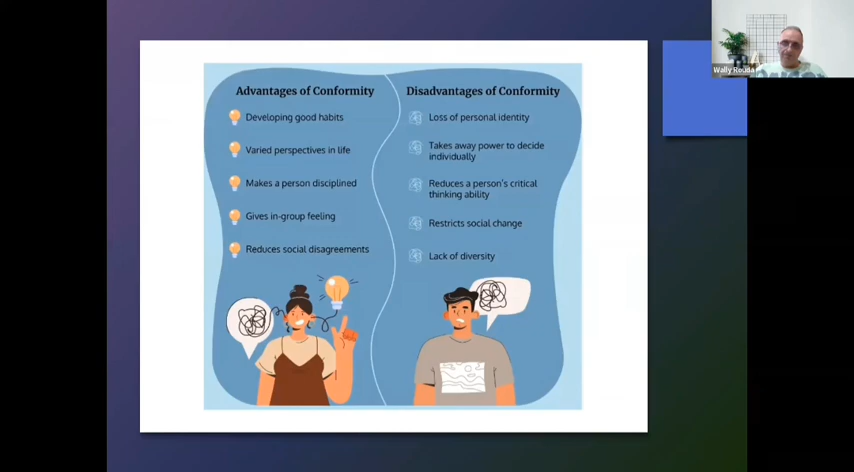 Advantages of Conformity
Developing good habits
Varied perspectives in life
Makes a person disciplined
Gives in-group feeling
Reduces social disagreements
Disadvantages of Conformity
Loss of personal identity
Takes away power to decide
individually
Reduces a person's critical
thinking ability
Restricts social change
Lack of diversity
Wally Rouda